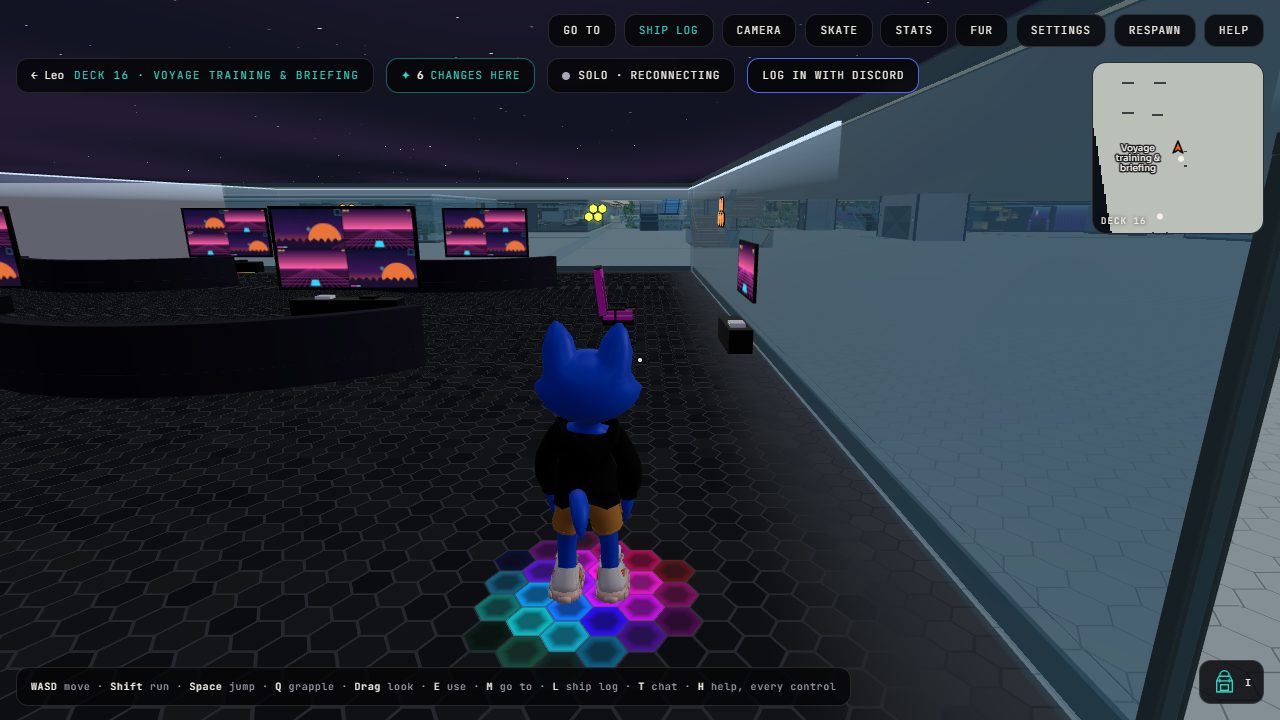 GO TO
SHIP LOG
CAMERA
SKATE
STATS
FUR
SETTINGS
RESPAWN
HELP
← Leo DECK 16 · VOYAGE TRAINING & BRIEFING
✦ 6 CHANGES HERE
SOLO · RECONNECTING
LOG IN WITH DISCORD
Voyage
training &
briefing
DECK 16
WASD move · Shift run · Space jump · Q grapple · Drag look · E use · M go to · L ship log · T chat · H help, every control
I